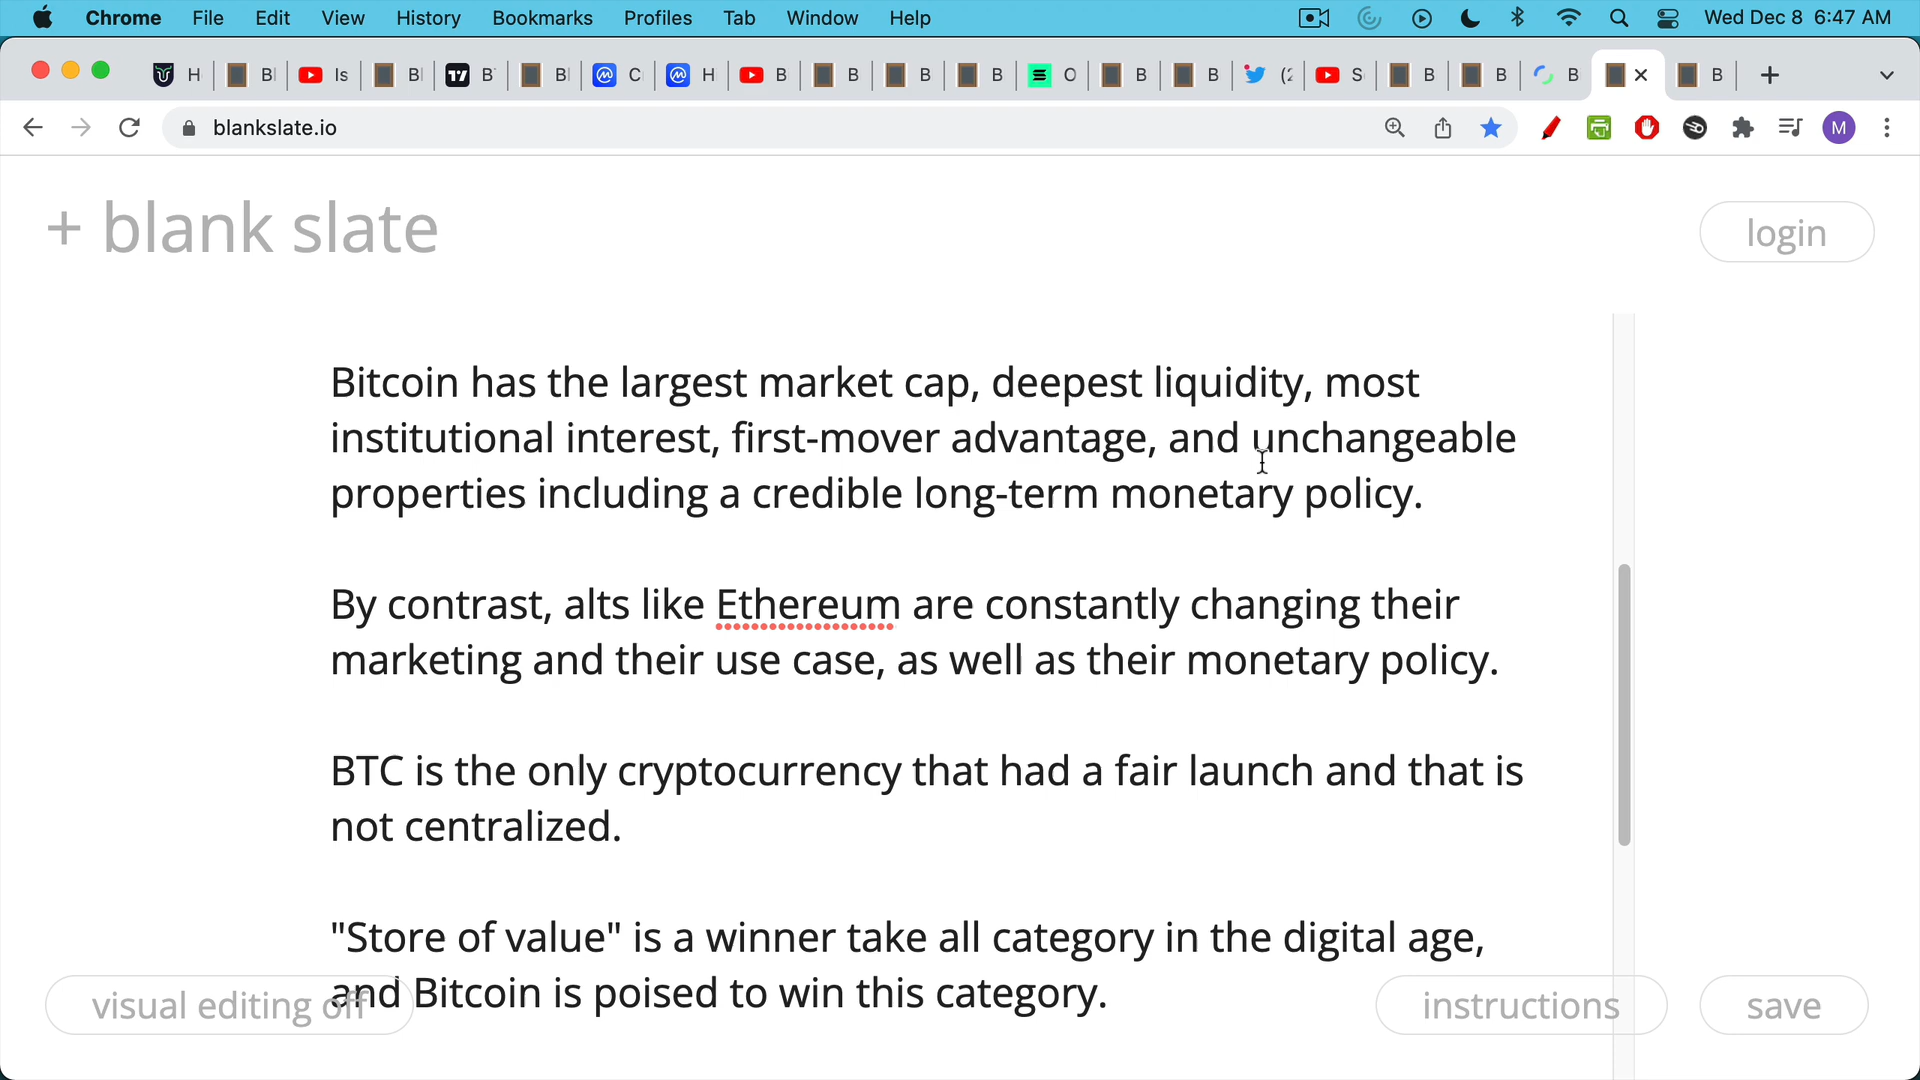 Chrome File Edit View History Bookmarks Profiles Tab Window Help Wed Dec 8 6:47 AM
H B Is B B B C H B B B B O B B (2 S B B B B
blankslate.io M
+ blank slate
login
Bitcoin has the largest market cap, deepest liquidity, most
institutional interest, first-mover advantage, and unchangeable
properties including a credible long-term monetary policy.
By contrast, alts like Ethereum are constantly changing their
marketing and their use case, as well as their monetary policy.
BTC is the only cryptocurrency that had a fair launch and that is
not centralized.
"Store of value" is a winner take all category in the digital age,
and Bitcoin is poised to win this category.
visual editing off
instructions
save